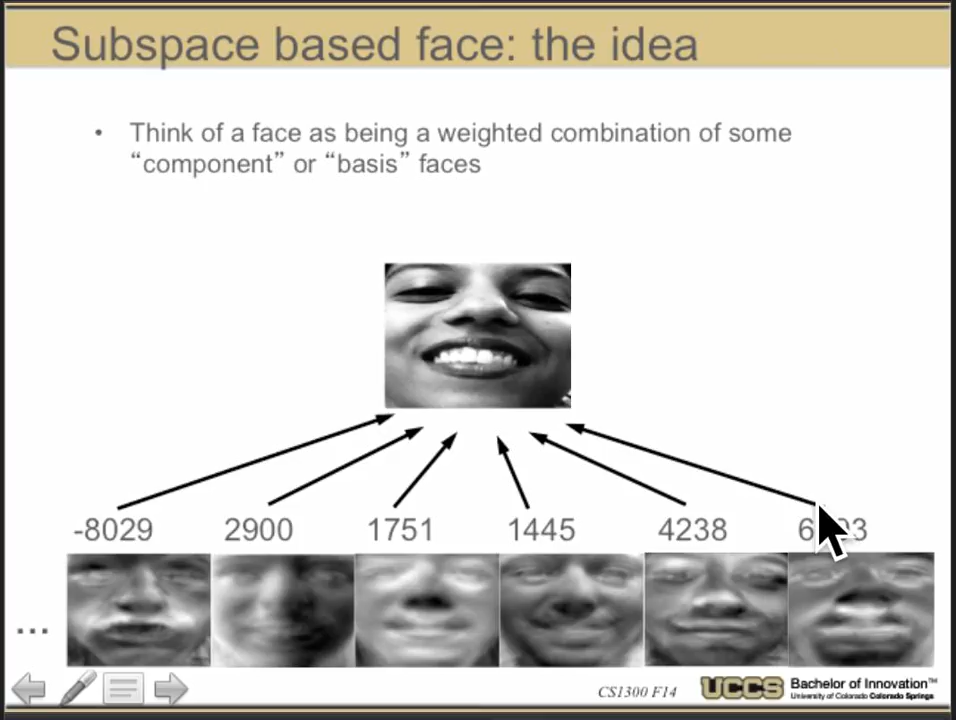 Subspace based face: the idea
• Think of a face as being a weighted combination of some
“component” or “basis” faces
-8029 2900 1751 1445 4238
...
CS1300 F14 UCCS Bachelor of Innovation™
University of Colorado Colorado Springs